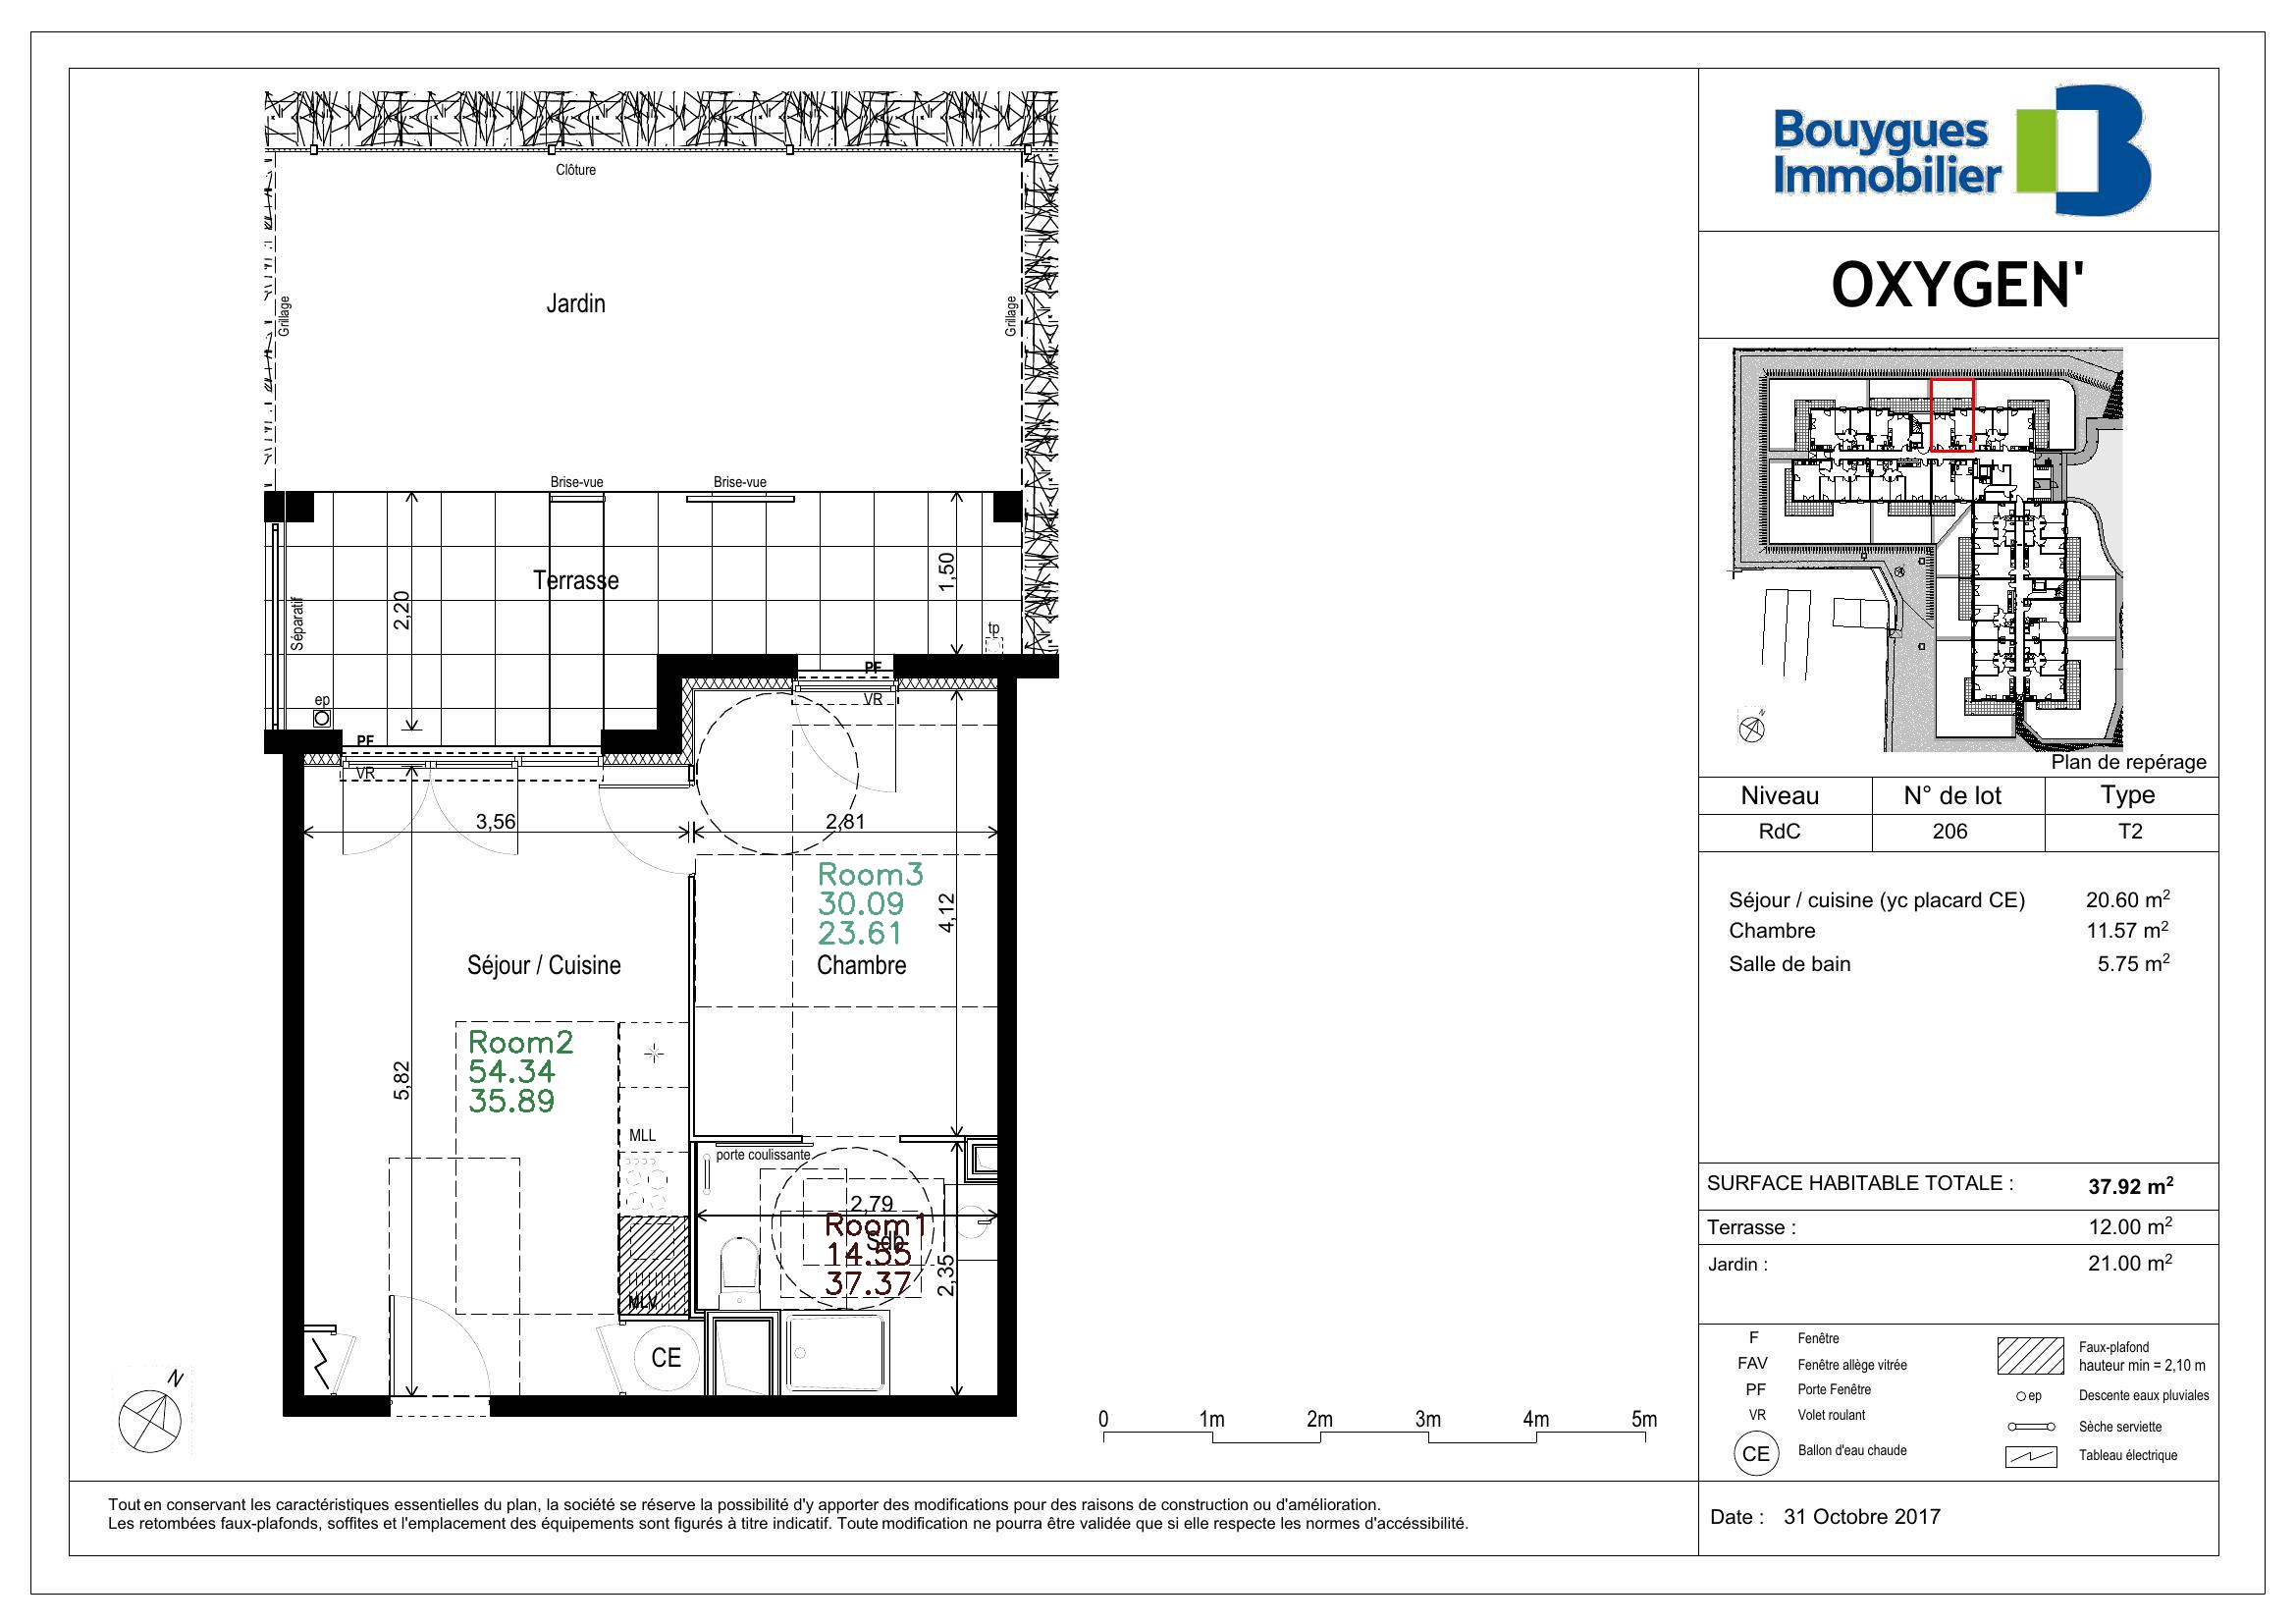 Clôture
Grillage
Jardin
Grillage
Brise-vue
Brise-vue
Terrasse
2,20
1,50
Séparatif
tp
ep
PF
VR
PF
VR
3,56
2,81
Room3
30.09
23.61
4,12
Séjour / Cuisine
Chambre
Room2
54.34
35.89
5,82
MLL
porte coulissante
2,79
Room1
Sdb
14.55
37.37
2,35
MLV
CE
N
0 1m 2m 3m 4m 5m
Tout en conservant les caractéristiques essentielles du plan, la société se réserve la possibilité d'y apporter des modifications pour des raisons de construction ou d'amélioration.
Les retombées faux-plafonds, soffites et l'emplacement des équipements sont figurés à titre indicatif. Toute modification ne pourra être validée que si elle respecte les normes d'accéssibilité.
Bouygues
Immobilier
OXYGEN'
N
Plan de repérage
Niveau N° de lot Type
RdC 206 T2
Séjour / cuisine (yc placard CE) 20.60 m²
Chambre 11.57 m²
Salle de bain 5.75 m²
SURFACE HABITABLE TOTALE : 37.92 m²
Terrasse : 12.00 m²
Jardin : 21.00 m²
F Fenêtre
FAV Fenêtre allège vitrée
PF Porte Fenêtre
VR Volet roulant
CE Ballon d'eau chaude
Faux-plafond
hauteur min = 2,10 m
ep Descente eaux pluviales
Sèche serviette
Tableau électrique
Date : 31 Octobre 2017